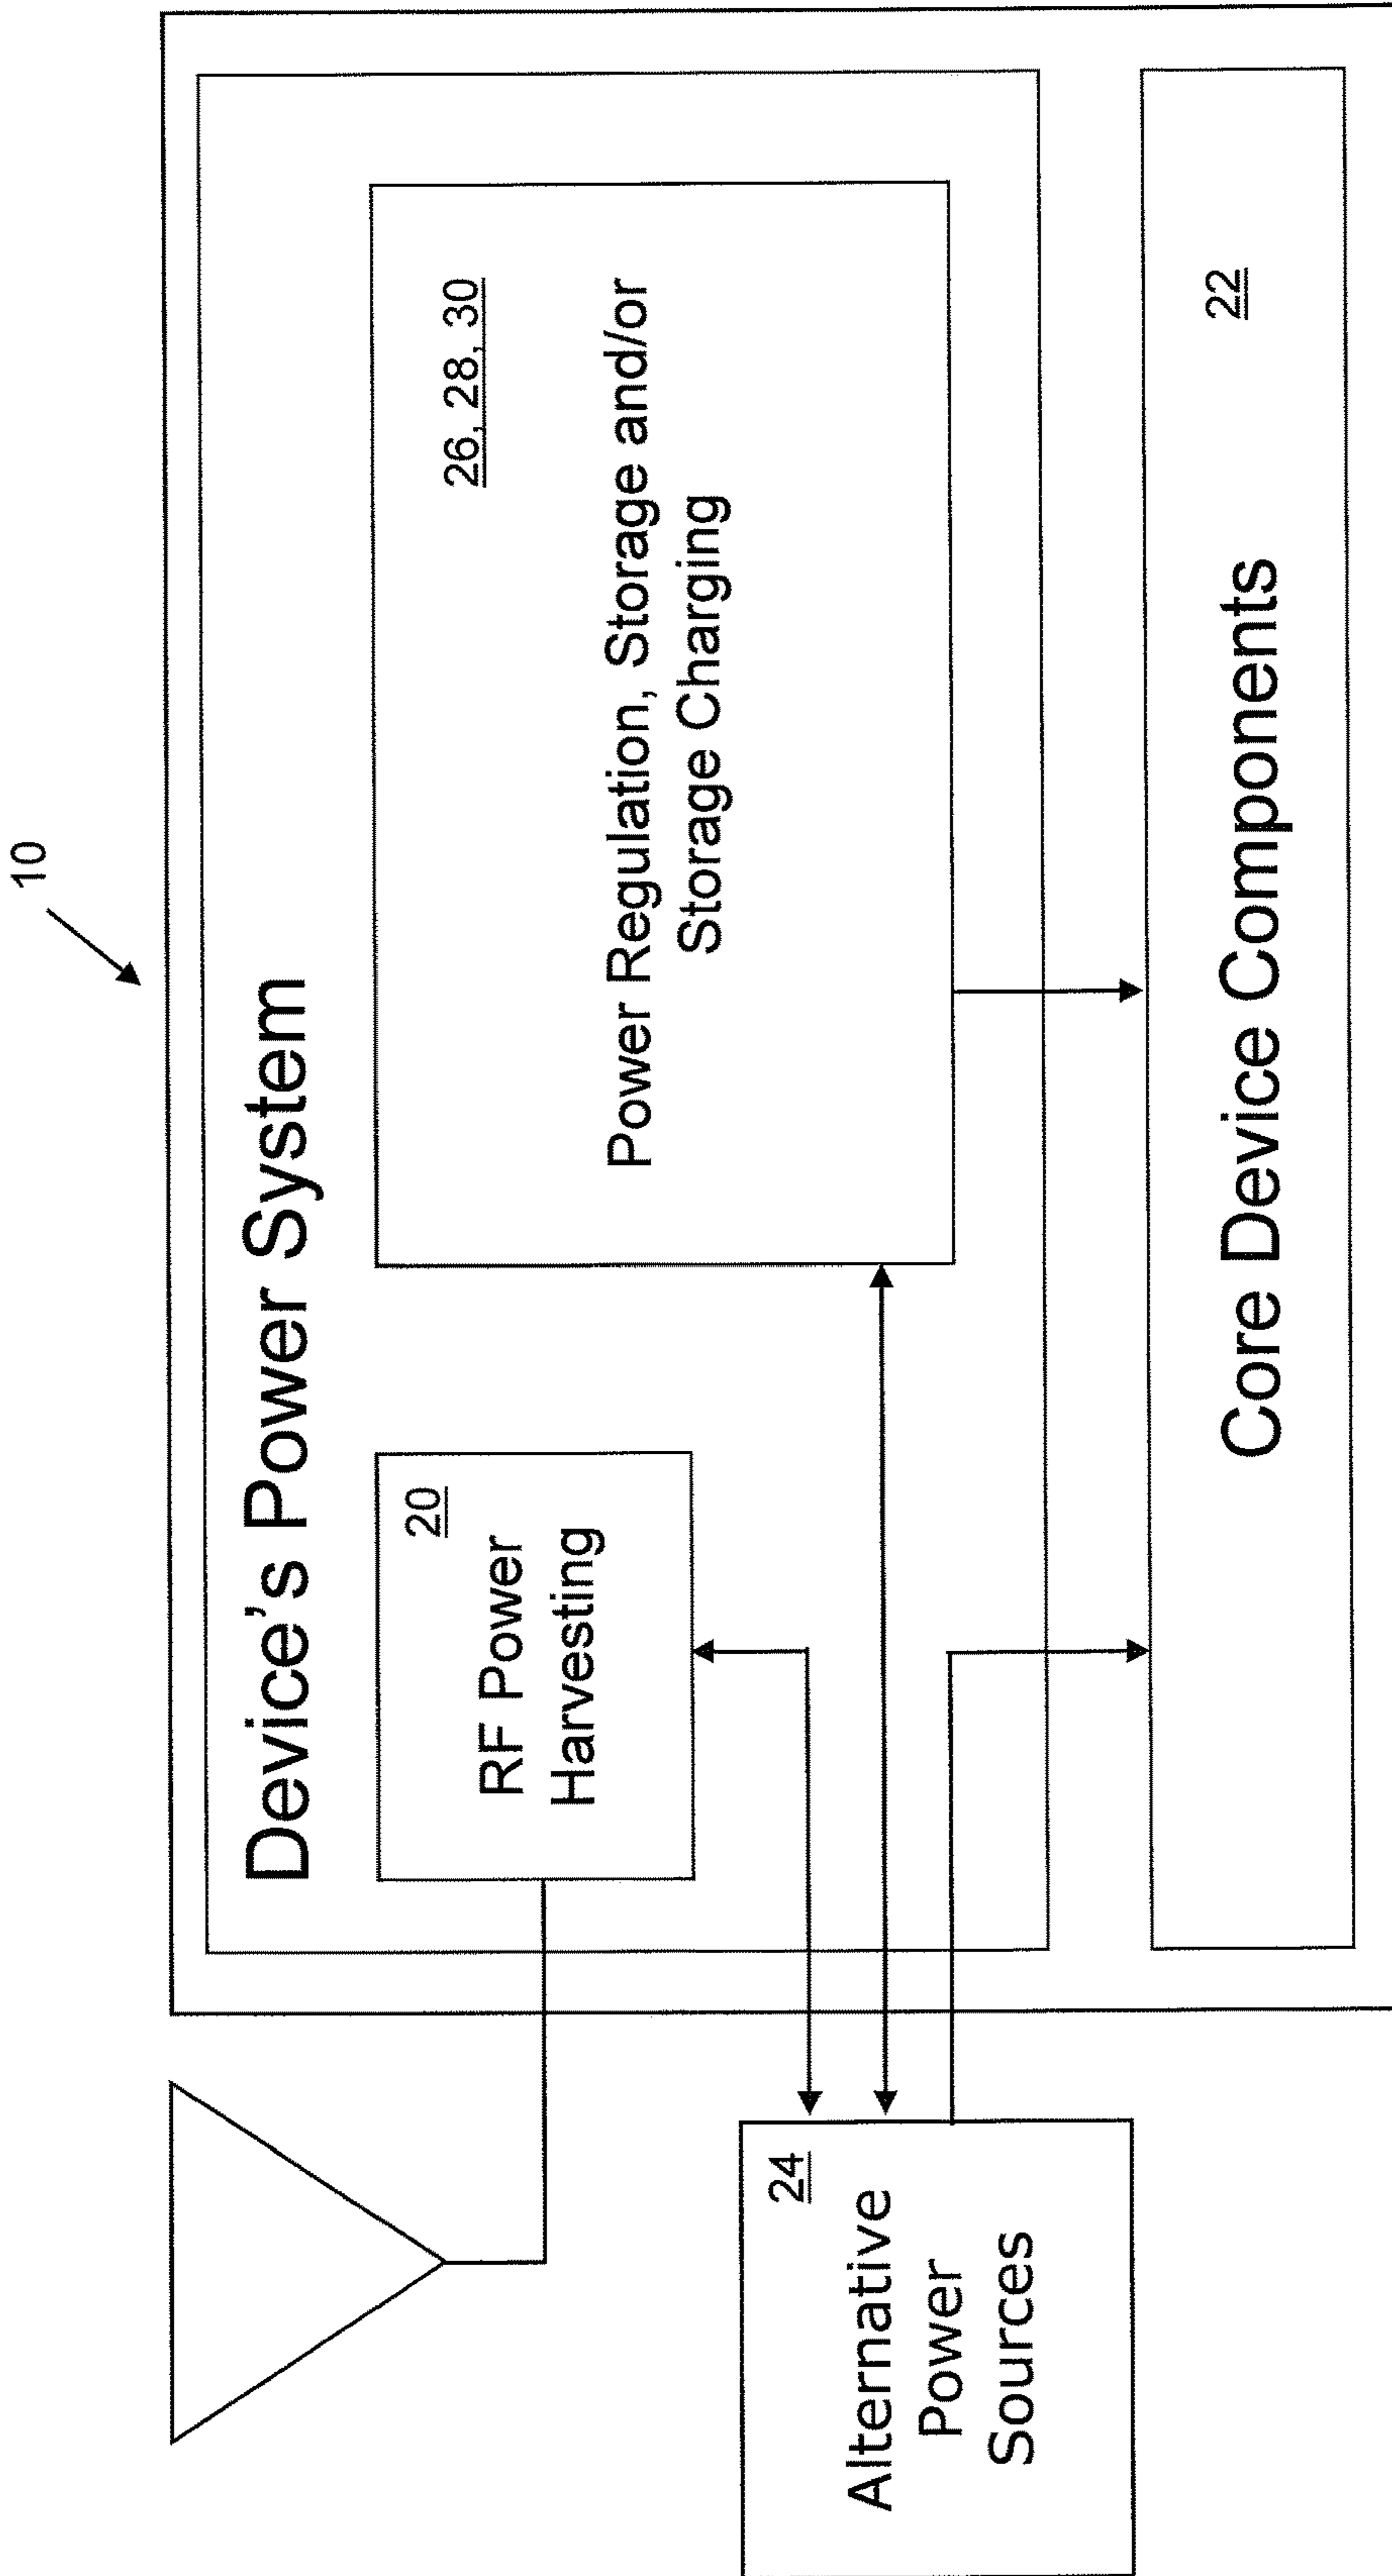 10
Device's Power System
20
RF Power
Harvesting
26, 28, 30
Power Regulation, Storage and/or
Storage Charging
24
Alternative
Power
Sources
22
Core Device Components